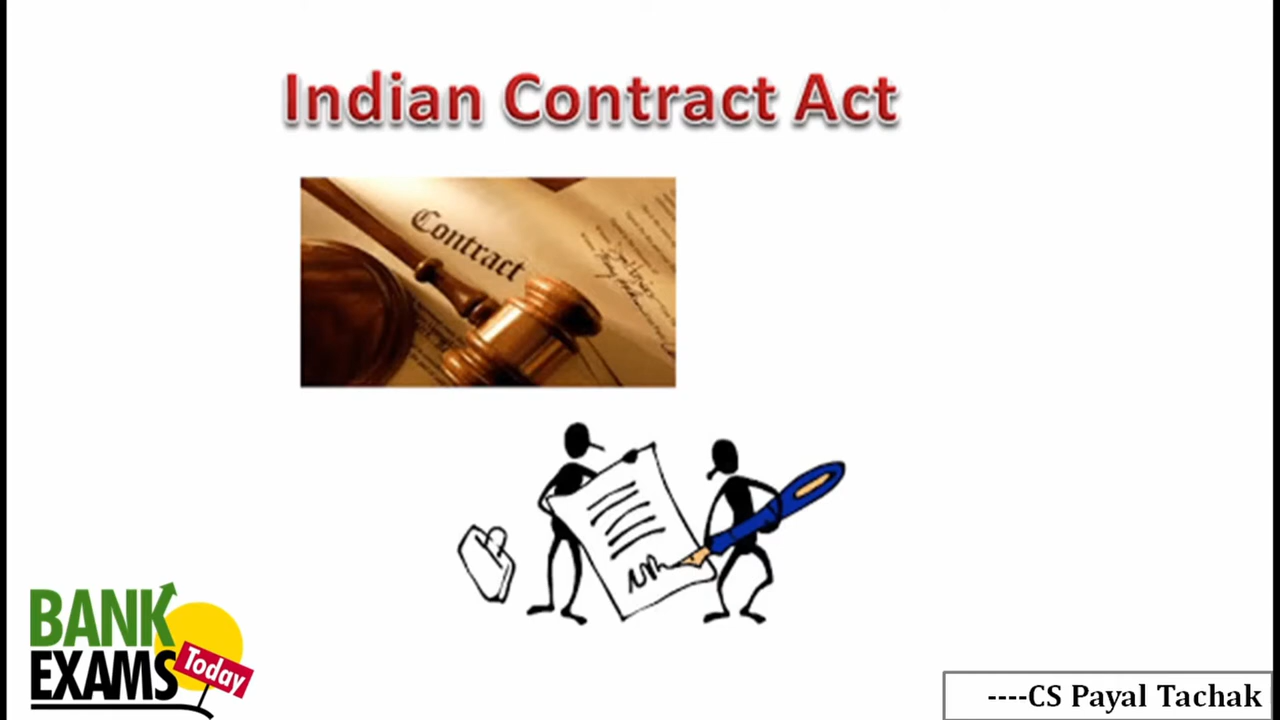 Indian Contract Act
Contract
BANK
EXAMS
Today
----CS Payal Tachak